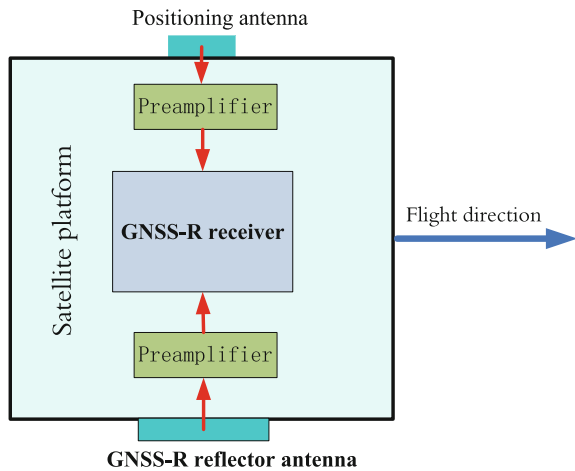 Positioning antenna
Preamplifier
Satellite platform
GNSS-R receiver
Flight direction
Preamplifier
GNSS-R reflector antenna